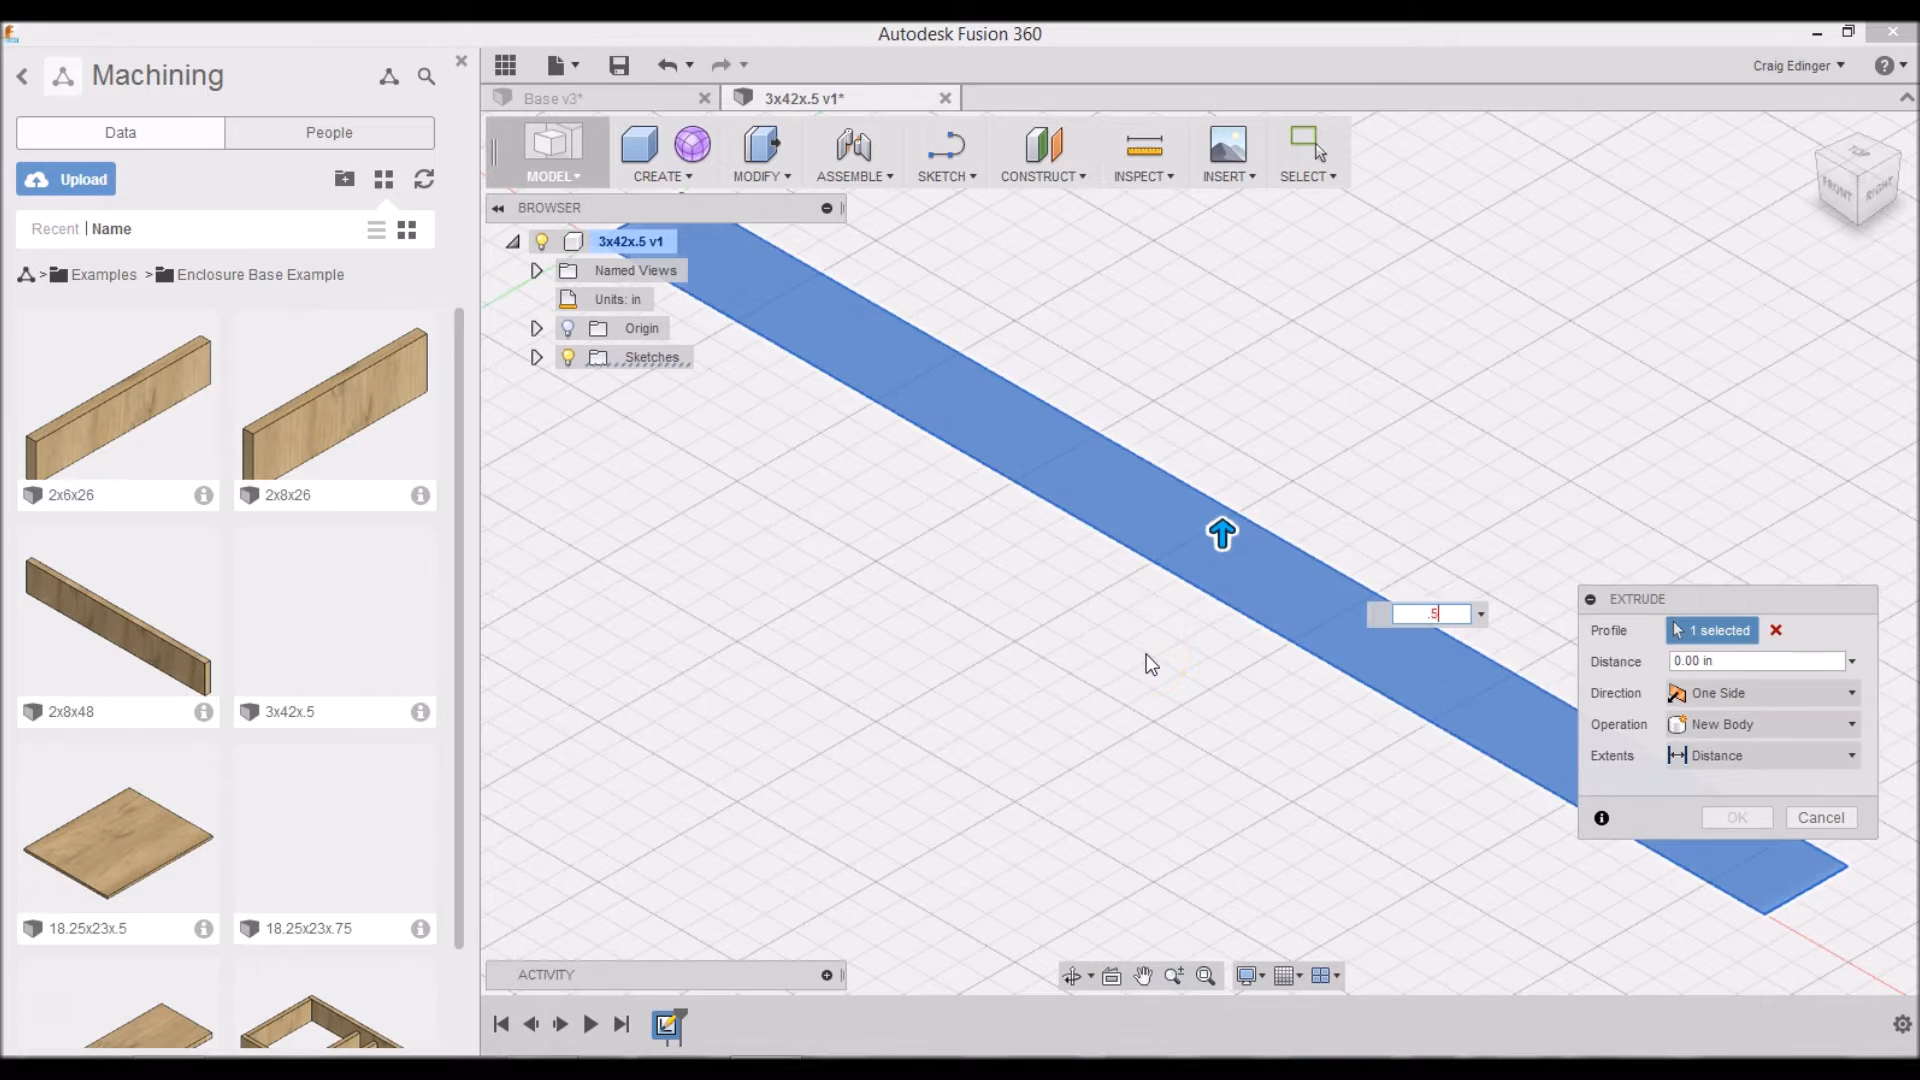 Autodesk Fusion 360
Machining
Data
People
Upload
Recent | Name
> Examples > Enclosure Base Example
2x6x26
2x8x26
2x8x48
3x42x.5
18.25x23x.5
18.25x23x.75
Craig Edinger
Base v3*
3x42x.5 v1*
MODEL
CREATE
MODIFY
ASSEMBLE
SKETCH
CONSTRUCT
INSPECT
INSERT
SELECT
BROWSER
3x42x.5 v1
Named Views
Units: in
Origin
Sketches
TOP
FRONT
RIGHT
.5
EXTRUDE
Profile
1 selected
Distance
0.00 in
Direction
One Side
Operation
New Body
Extents
Distance
OK
Cancel
ACTIVITY